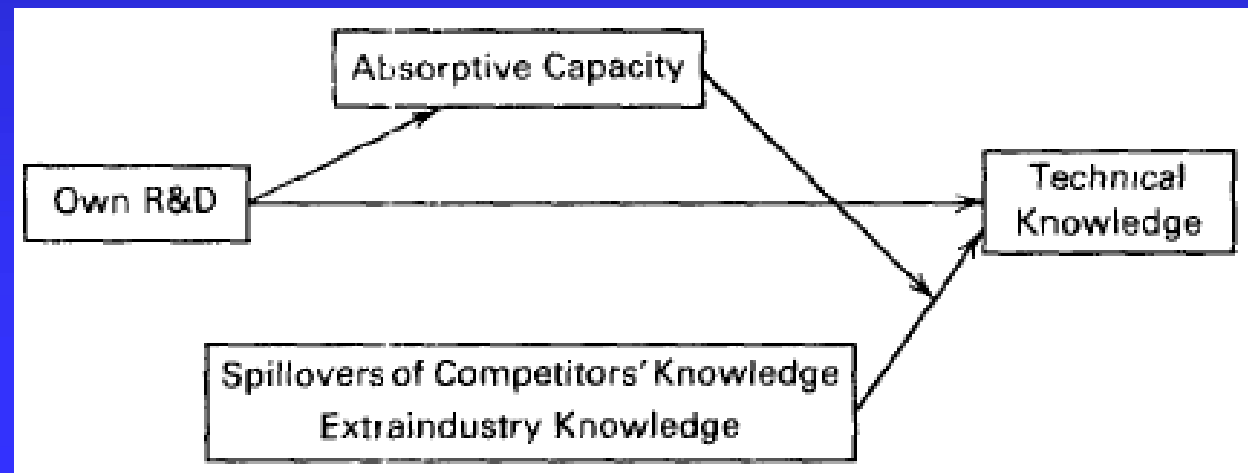 Absorptive Capacity
Own R&D
Technical
Knowledge
Spillovers of Competitors' Knowledge
Extraindustry Knowledge